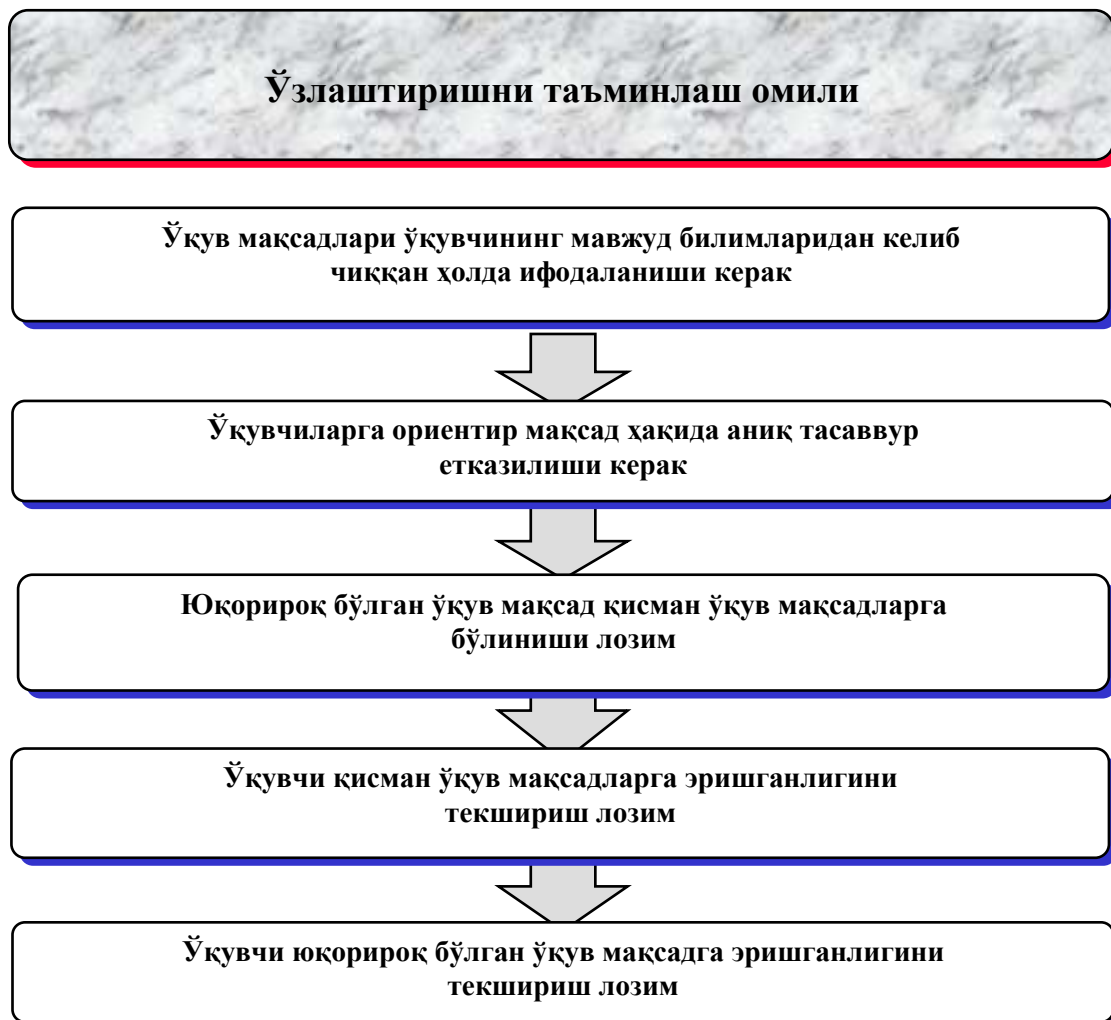 Ўзлаштиришни таъминлаш омили
Ўқув мақсадлари ўқувчининг мавжуд билимларидан келиб
чиққан ҳолда ифодаланиши керак
Ўқувчиларга ориентир мақсад ҳақида аниқ тасаввур
етказилиши керак
Юқорироқ бўлган ўқув мақсад қисман ўқув мақсадларга
бўлиниши лозим
Ўқувчи қисман ўқув мақсадларга эришганлигини
текшириш лозим
Ўқувчи юқорироқ бўлган ўқув мақсадга эришганлигини
текшириш лозим